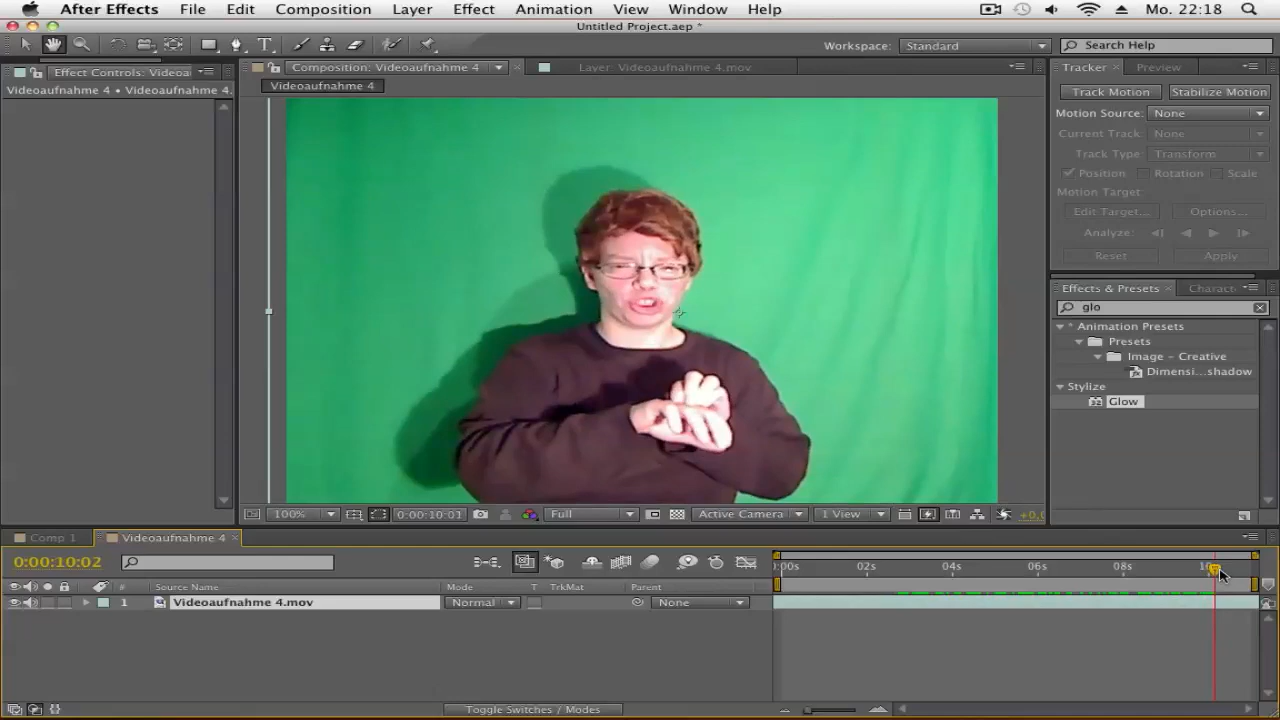 After Effects File Edit Composition Layer Effect Animation View Window Help Mo. 22:18
Untitled Project.aep *
Workspace: Standard Search Help
Effect Controls: Videoa Composition: Videoaufnahme 4 Layer: Videoaufnahme 4.mov Tracker Preview
Videoaufnahme 4 • Videoaufnahme 4. Videoaufnahme 4
Track Motion Stabilize Motion
Motion Source: None
Current Track: None
Track Type: Transform
Position Rotation Scale
Motion Target:
Edit Target... Options...
Analyze:
Reset Apply
Effects & Presets Charact
glo
* Animation Presets
Presets
Image - Creative
Dimensi...shadow
Stylize
Glow
100% 0:00:10:01 Full Active Camera 1 View +0,0
Comp 1 Videoaufnahme 4
0:00:10:02 0:00s 02s 04s 06s 08s
# Source Name Mode T TrkMat Parent
1 Videoaufnahme 4.mov Normal None
Toggle Switches / Modes